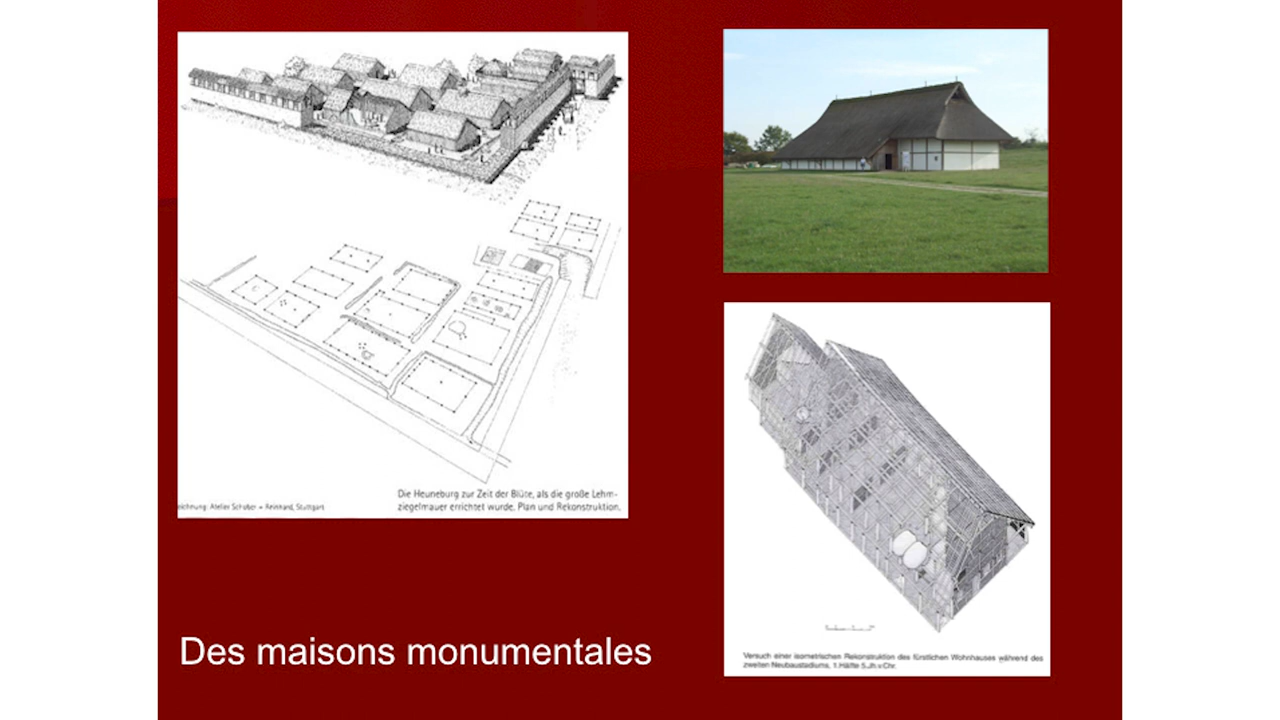 Die Heuneburg zur Zeit der Blüte, als die große Lehm-
eichnung: Atelier Schober + Reinhard, Stuttgart
ziegelmauer errichtet wurde. Plan und Rekonstruktion.
Des maisons monumentales
Versuch einer isometrischen Rekonstruktion des fürstlichen Wohnhauses während des
zweiten Neubaustadiums, 1.Hälfte 5.Jh.v.Chr.